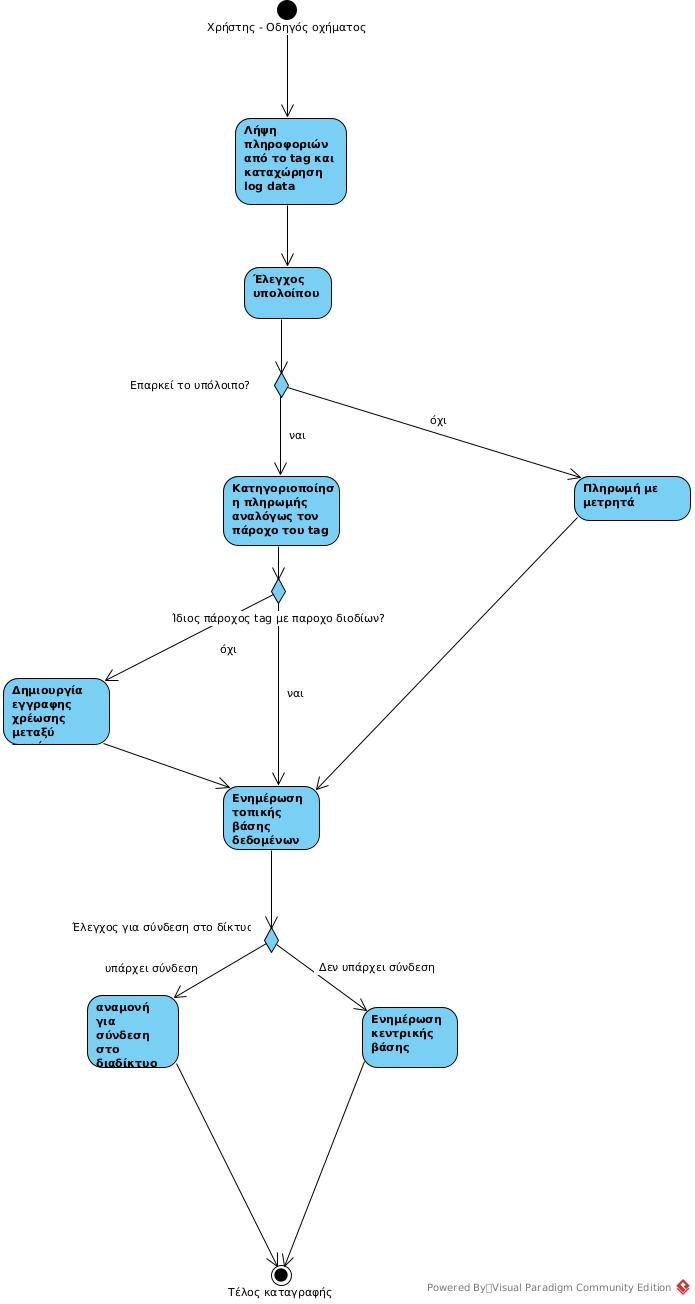 Χρήστης - Οδηγός οχήματος
Λήψη
πληροφοριών
από το tag και
καταχώρηση
log data
Έλεγχος
υπολοίπου
Επαρκεί το υπόλοιπο?
όχι
ναι
Κατηγοριοποίησ
η πληρωμής
αναλόγως τον
πάροχο του tag
Πληρωμή με
μετρητά
Ίδιος πάροχος tag με παροχο διοδίων?
όχι
ναι
Δημιουργία
εγγραφης
χρέωσης
μεταξύ
Ενημέρωση
τοπικής
βάσης
δεδομένων
Έλεγχος για σύνδεση στο δίκτυο
υπάρχει σύνδεση
Δεν υπάρχει σύνδεση
αναμονή
για
σύνδεση
στο
διαδίκτυο
Ενημέρωση
κεντρικής
βάσης
Τέλος καταγραφής
Powered By Visual Paradigm Community Edition